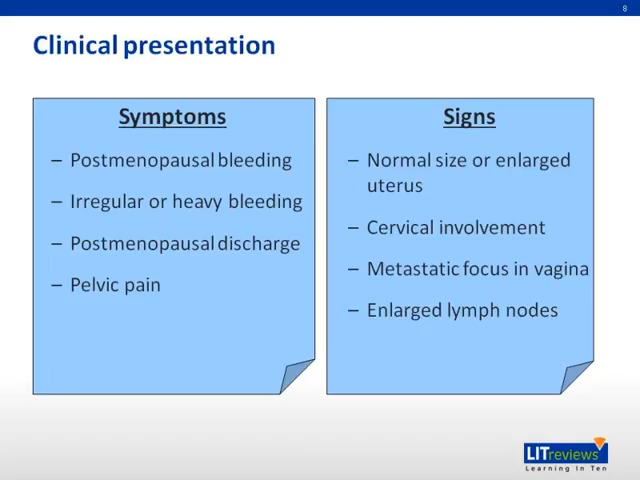 8
Clinical presentation
Symptoms
– Postmenopausal bleeding
– Irregular or heavy bleeding
– Postmenopausal discharge
– Pelvic pain
Signs
– Normal size or enlarged
uterus
– Cervical involvement
– Metastatic focus in vagina
– Enlarged lymph nodes
LITreviews
Learning In Ten